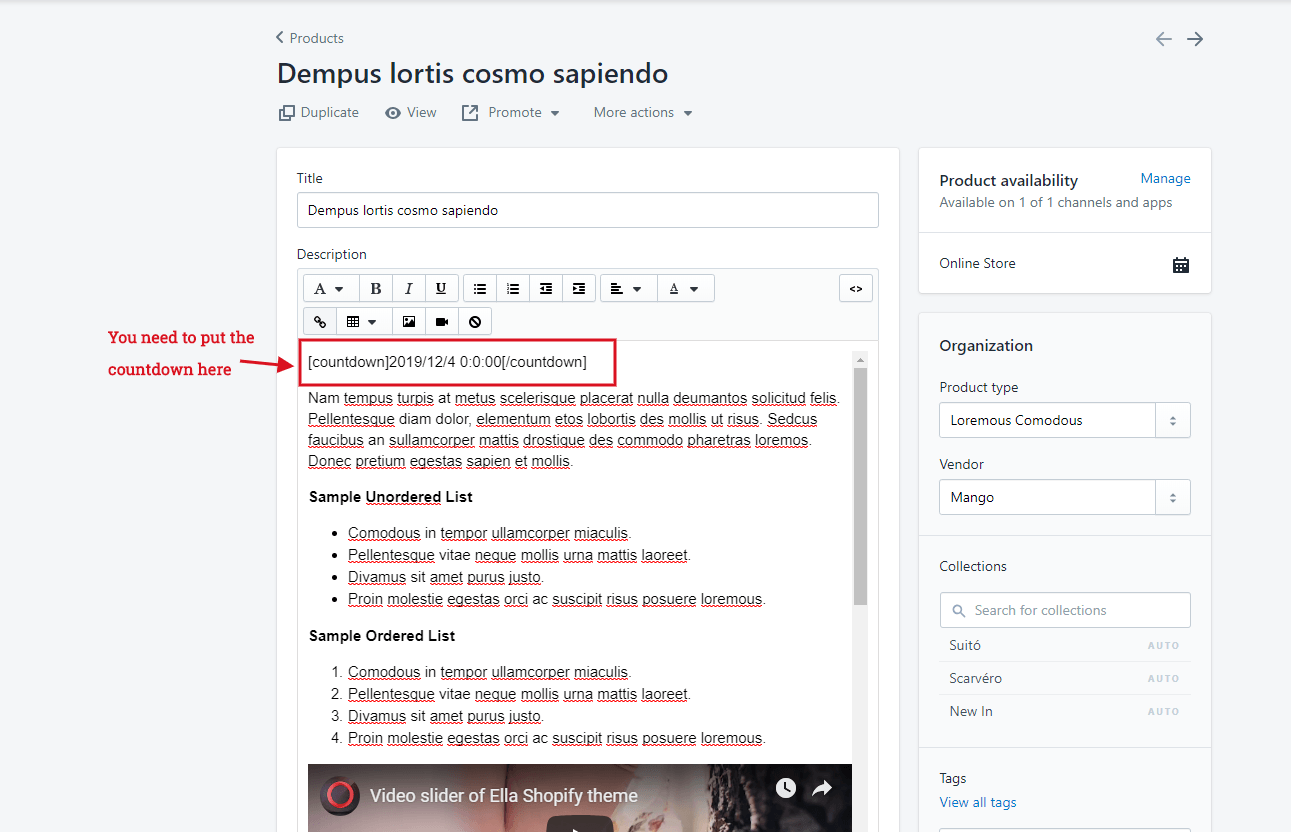 Products
Dempus lortis cosmo sapiendo
Duplicate View Promote More actions
Title
Dempus lortis cosmo sapiendo
Description
A B I U A <>
You need to put the
countdown here
[countdown]2019/12/4 0:0:00[/countdown]
Nam tempus turpis at metus scelerisque placerat nulla deumantos solicitud felis.
Pellentesque diam dolor, elementum etos lobortis des mollis ut risus. Sedcus
faucibus an sullamcorper mattis drostique des commodo pharetras loremos.
Donec pretium egestas sapien et mollis.
Sample Unordered List
Comodous in tempor ullamcorper miaculis.
Pellentesque vitae neque mollis urna mattis laoreet.
Divamus sit amet purus justo.
Proin molestie egestas orci ac suscipit risus posuere loremous.
Sample Ordered List
1. Comodous in tempor ullamcorper miaculis.
2. Pellentesque vitae neque mollis urna mattis laoreet.
3. Divamus sit amet purus justo.
4. Proin molestie egestas orci ac suscipit risus posuere loremous.
Video slider of Ella Shopify theme
Product availability Manage
Available on 1 of 1 channels and apps
Online Store
Organization
Product type
Loremous Comodous
Vendor
Mango
Collections
Search for collections
Suitó AUTO
Scarvéro AUTO
New In AUTO
Tags
View all tags